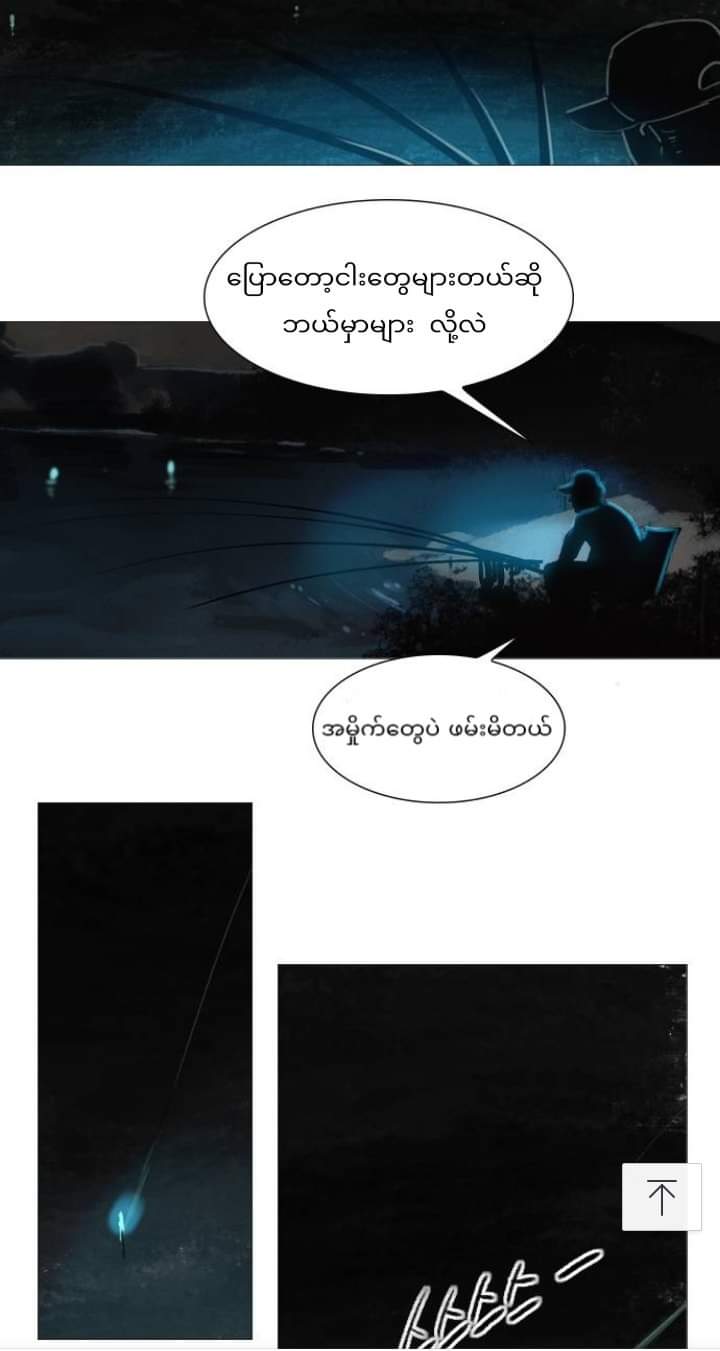 ပြောတော့ငါးတွေများတယ်ဆို
ဘယ်မှာများ လို့လဲ
အမှိုက်တွေပဲ ဖမ်းမိတယ်